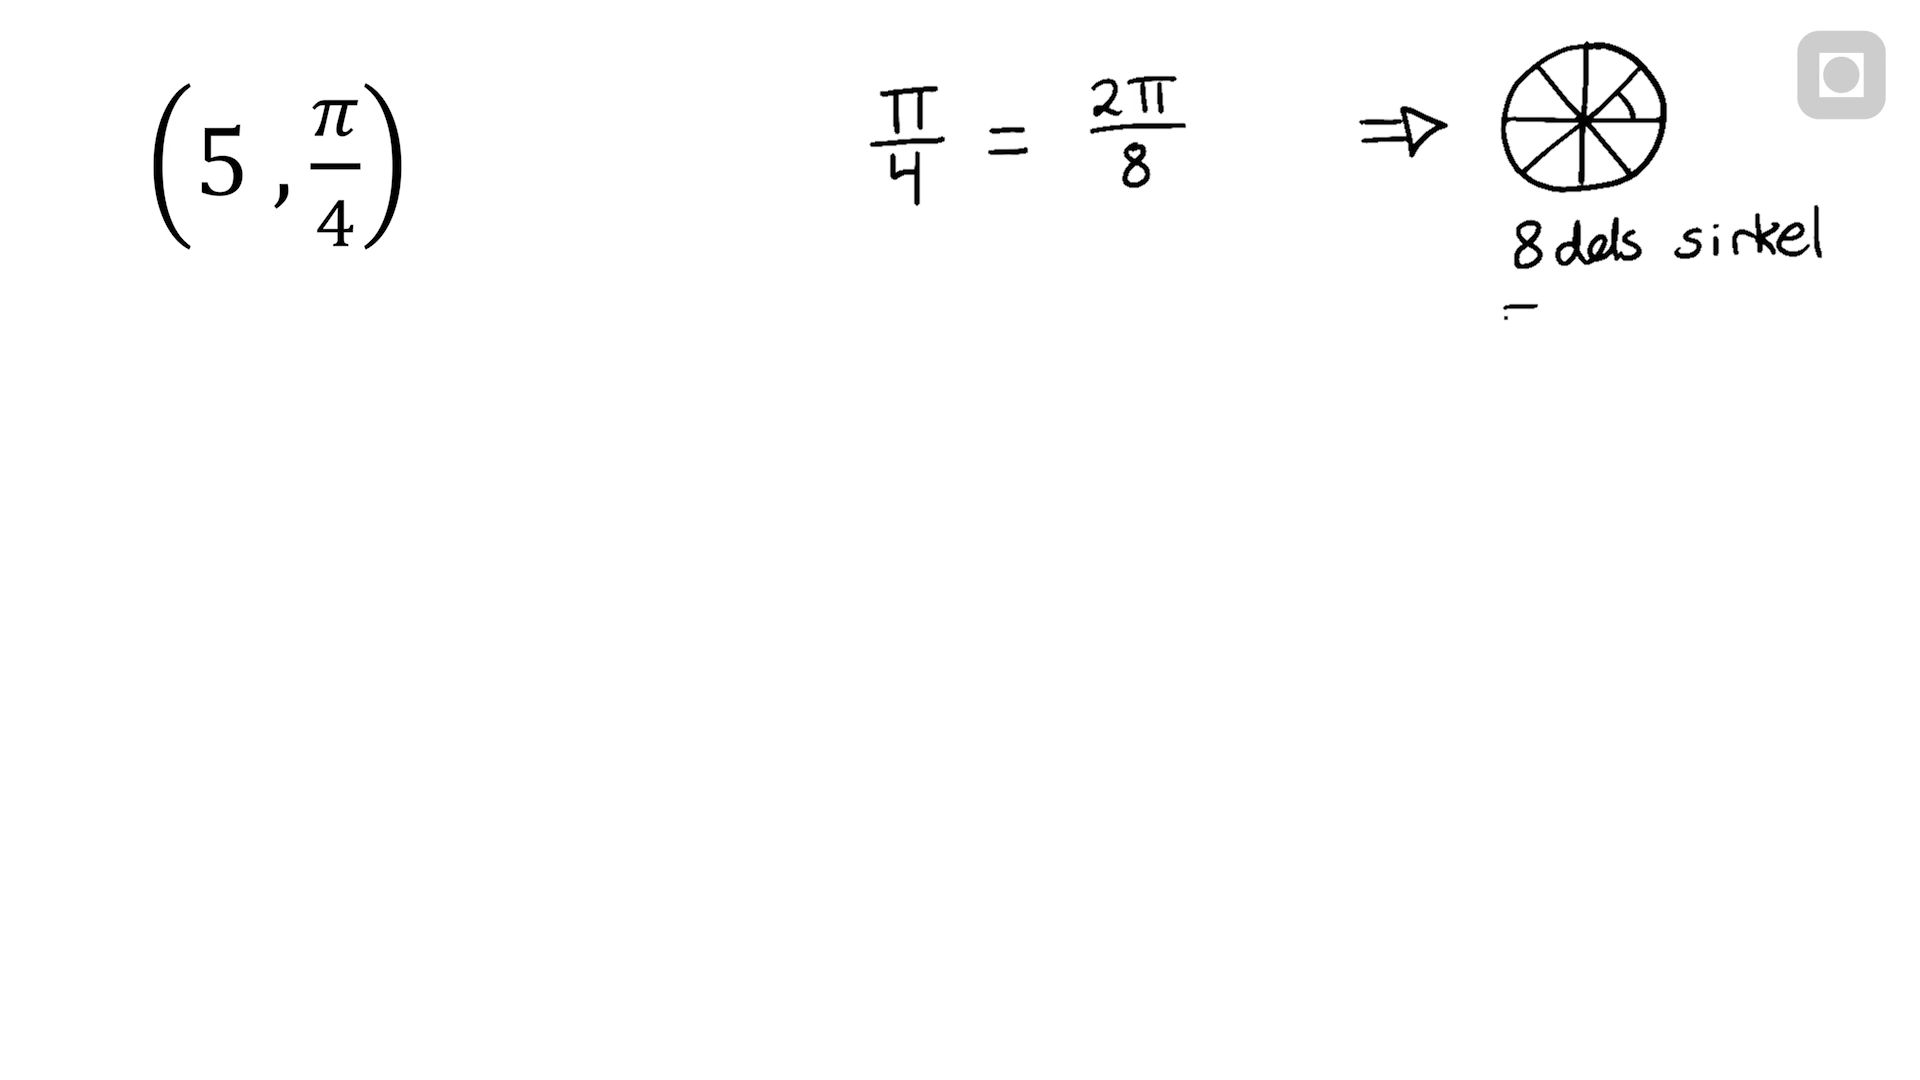 (5, π/4)
π/4 = 2π/8 ⇒
8 dels sirkel
=